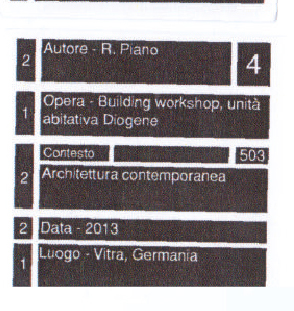 2 Autore - R. Piano 4
1 Opera - Building workshop, unità
abitativa Diogene
Contesto 503
2 Architettura contemporanea
2 Data - 2013
1 Luogo - Vitra, Germania